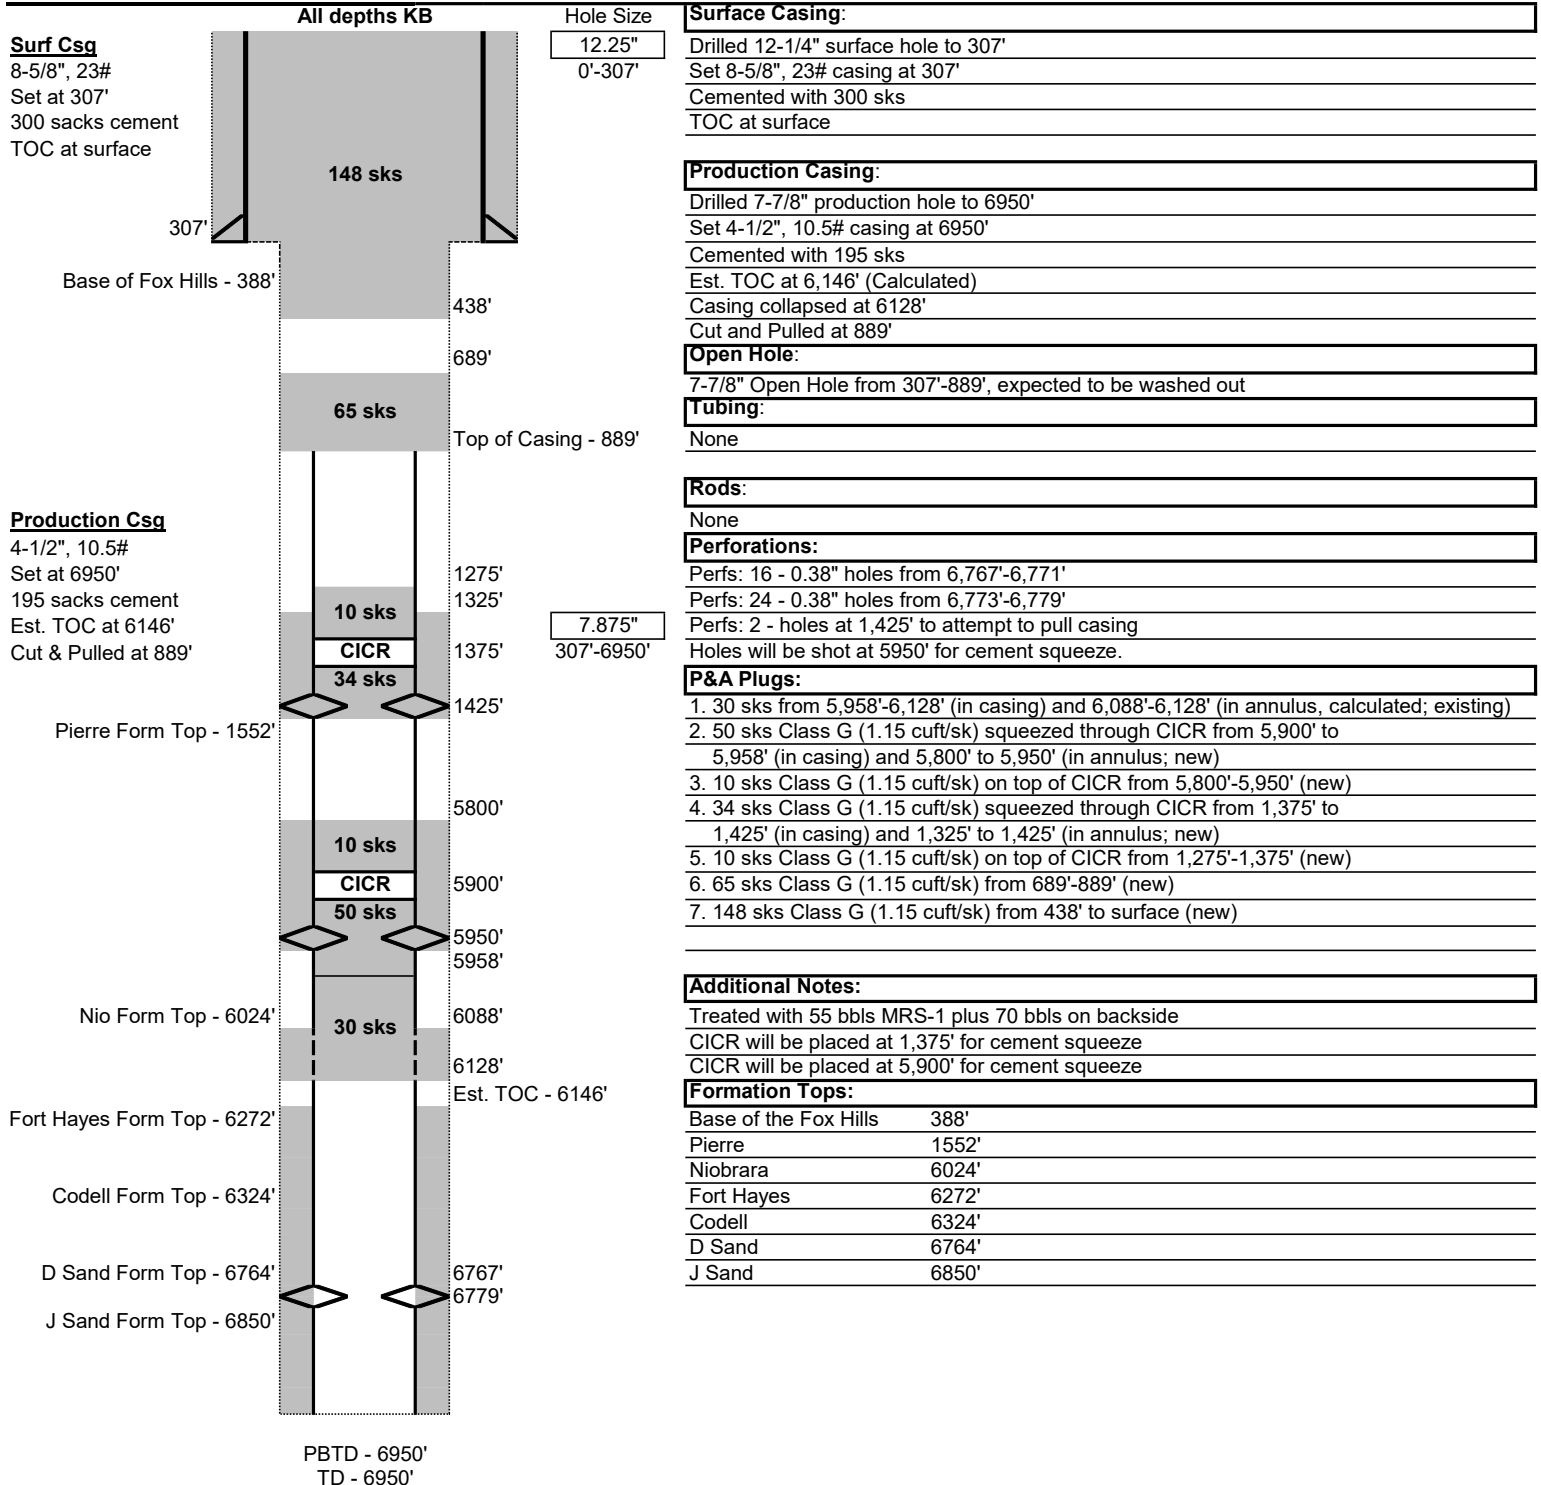 All depths KB
Hole Size
Surf Csg
8-5/8", 23#
Set at 307'
300 sacks cement
TOC at surface
12.25"
0'-307'
148 sks
307'
Base of Fox Hills - 388'
438'
689'
65 sks
Top of Casing - 889'
Production Csg
4-1/2", 10.5#
Set at 6950'
195 sacks cement
Est. TOC at 6146'
Cut & Pulled at 889'
1275'
1325'
10 sks
7.875"
307'-6950'
CICR
1375'
34 sks
1425'
Pierre Form Top - 1552'
5800'
10 sks
CICR
5900'
50 sks
5950'
5958'
Nio Form Top - 6024'
30 sks
6088'
6128'
Est. TOC - 6146'
Fort Hayes Form Top - 6272'
Codell Form Top - 6324'
D Sand Form Top - 6764'
6767'
6779'
J Sand Form Top - 6850'
PBTD - 6950'
TD - 6950'
Surface Casing:
Drilled 12-1/4" surface hole to 307'
Set 8-5/8", 23# casing at 307'
Cemented with 300 sks
TOC at surface
Production Casing:
Drilled 7-7/8" production hole to 6950'
Set 4-1/2", 10.5# casing at 6950'
Cemented with 195 sks
Est. TOC at 6,146' (Calculated)
Casing collapsed at 6128'
Cut and Pulled at 889'
Open Hole:
7-7/8" Open Hole from 307'-889', expected to be washed out
Tubing:
None
Rods:
None
Perforations:
Perfs: 16 - 0.38" holes from 6,767'-6,771'
Perfs: 24 - 0.38" holes from 6,773'-6,779'
Perfs: 2 - holes at 1,425' to attempt to pull casing
Holes will be shot at 5950' for cement squeeze.
P&A Plugs:
1. 30 sks from 5,958'-6,128' (in casing) and 6,088'-6,128' (in annulus, calculated; existing)
2. 50 sks Class G (1.15 cuft/sk) squeezed through CICR from 5,900' to
5,958' (in casing) and 5,800' to 5,950' (in annulus; new)
3. 10 sks Class G (1.15 cuft/sk) on top of CICR from 5,800'-5,950' (new)
4. 34 sks Class G (1.15 cuft/sk) squeezed through CICR from 1,375' to
1,425' (in casing) and 1,325' to 1,425' (in annulus; new)
5. 10 sks Class G (1.15 cuft/sk) on top of CICR from 1,275'-1,375' (new)
6. 65 sks Class G (1.15 cuft/sk) from 689'-889' (new)
7. 148 sks Class G (1.15 cuft/sk) from 438' to surface (new)
Additional Notes:
Treated with 55 bbls MRS-1 plus 70 bbls on backside
CICR will be placed at 1,375' for cement squeeze
CICR will be placed at 5,900' for cement squeeze
Formation Tops:
Base of the Fox Hills 388'
Pierre 1552'
Niobrara 6024'
Fort Hayes 6272'
Codell 6324'
D Sand 6764'
J Sand 6850'